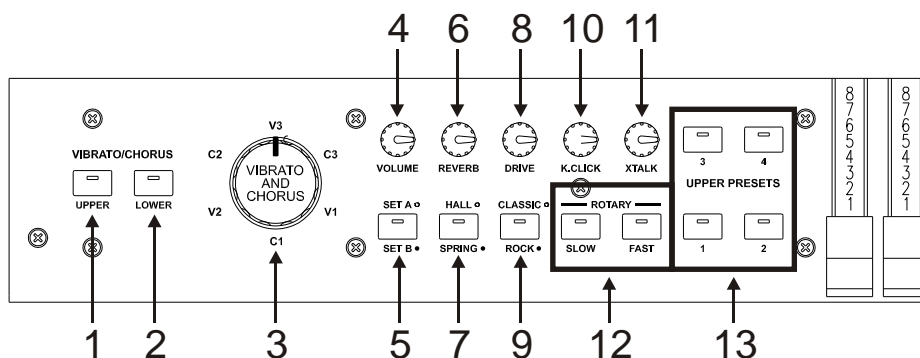 4 6 8 10 11
V3
C2 C3
VIBRATO/CHORUS
UPPER LOWER
VIBRATO
AND
CHORUS
V2 V1
C1
VOLUME REVERB DRIVE K.CLICK XTALK
SET A HALL CLASSIC
SET B SPRING ROCK
ROTARY
SLOW FAST
3 4
UPPER PRESETS
1 2
8 8
7 7
6 6
5 5
4 4
3 3
2 2
1 1
1 2 3 5 7 9 12 13